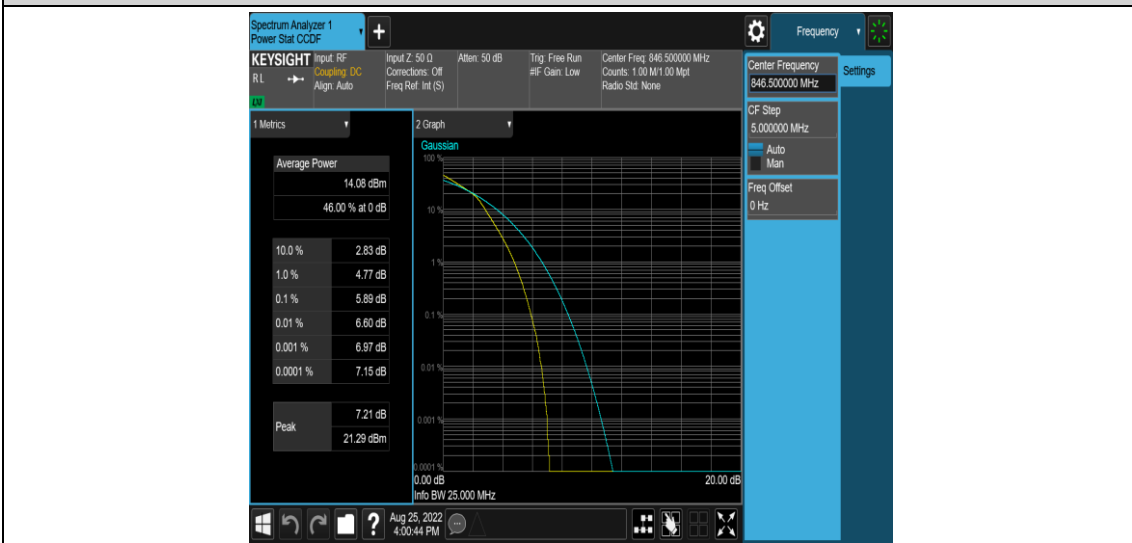 Spectrum Analyzer 1
Power Stat CCDF
+
Frequency
KEYSIGHT
Input: RF
Input Z: 50 Ω
Atten: 50 dB
Trig: Free Run
Center Freq: 846.500000 MHz
R L
Coupling: DC
Corrections: Off
#IF Gain: Low
Counts: 1.00 M/1.00 Mpt
Align: Auto
Freq Ref: Int (S)
Radio Std: None
Center Frequency
846.500000 MHz
Settings
CF Step
5.000000 MHz
Auto
Man
Freq Offset
0 Hz
1 Metrics
Average Power
14.08 dBm
46.00 % at 0 dB
10.0 % 2.83 dB
1.0 % 4.77 dB
0.1 % 5.89 dB
0.01 % 6.60 dB
0.001 % 6.97 dB
0.0001 % 7.15 dB
Peak
7.21 dB
21.29 dBm
2 Graph
Gaussian
100 %
10 %
1 %
0.1 %
0.01 %
0.001 %
0.0001 %
0.00 dB
20.00 dB
Info BW 25.000 MHz
?
Aug 25, 2022
4:00:44 PM